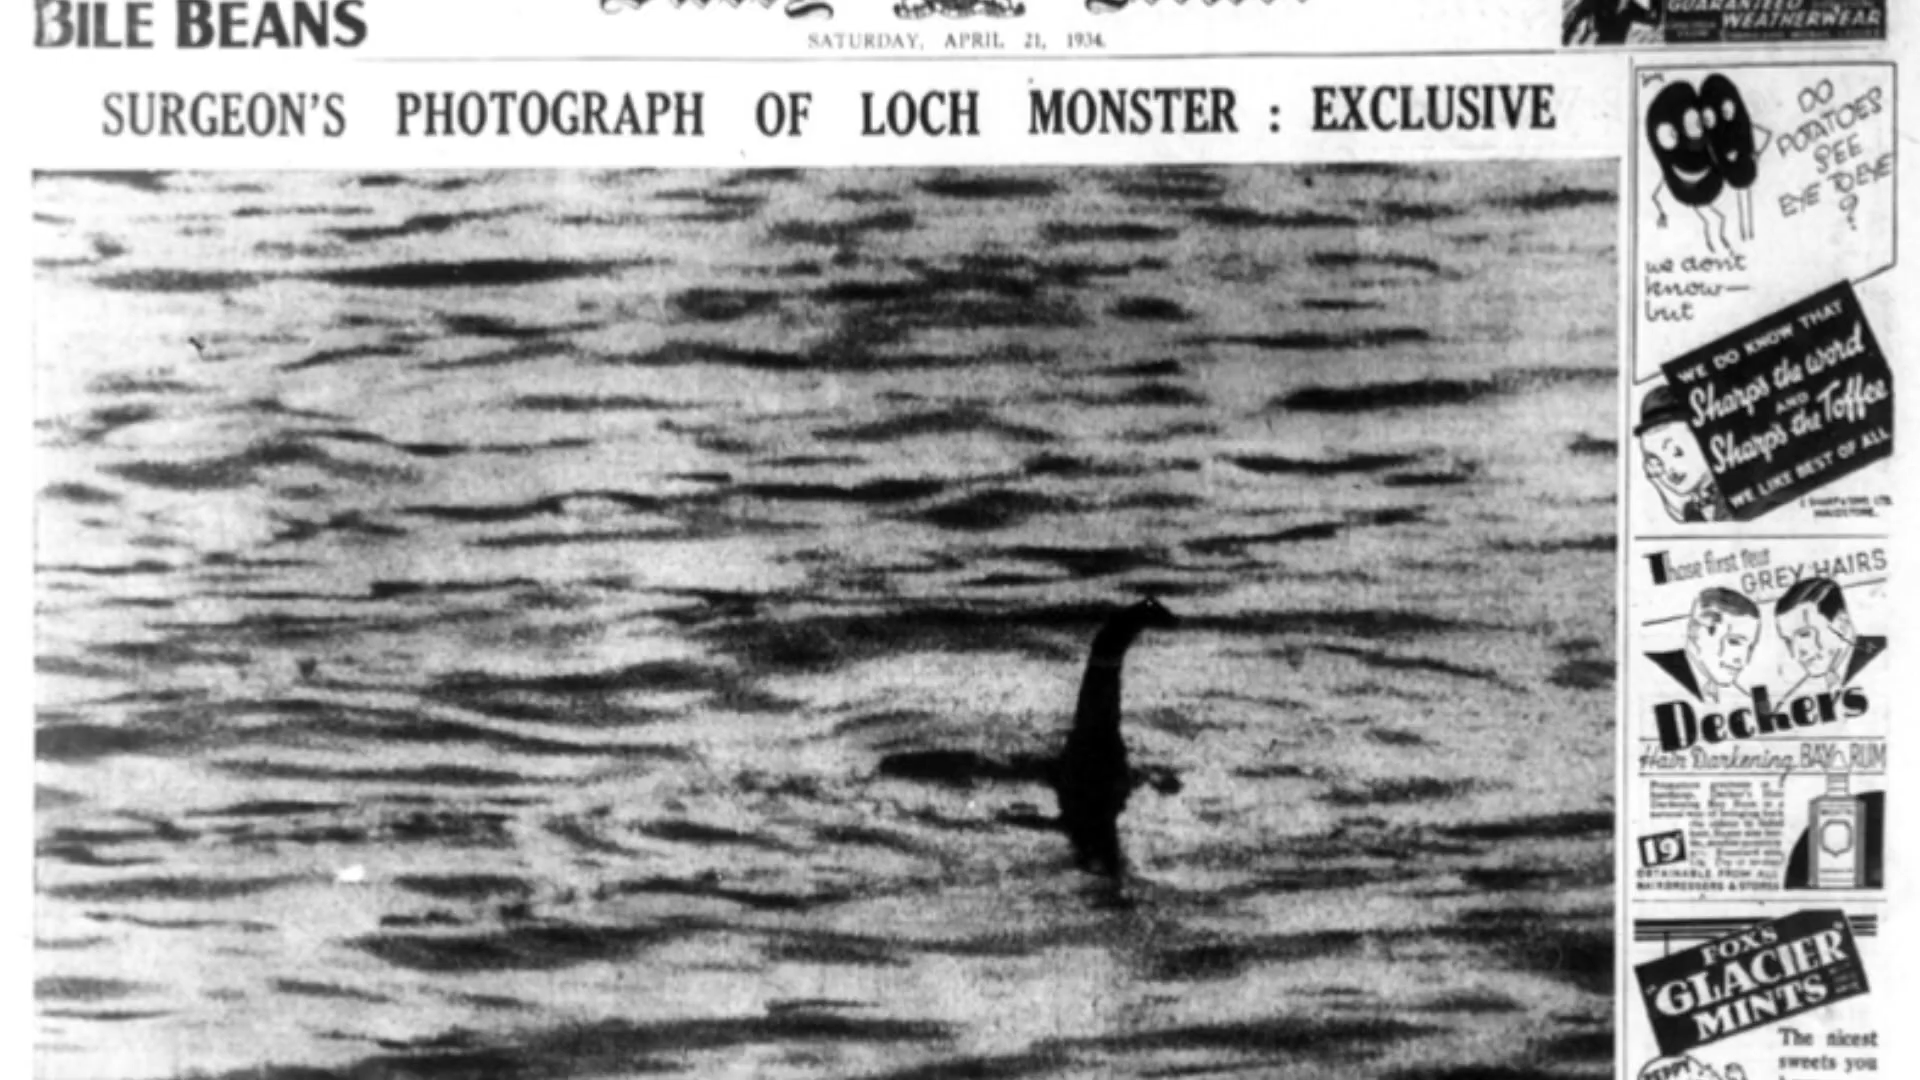 BILE BEANS
SATURDAY, APRIL 21, 1934.
GUARANTEED
WEATHERWEAR
SURGEON'S PHOTOGRAPH OF LOCH MONSTER : EXCLUSIVE
DO
POTATOES
SEE
EYE TO EYE
?
we don't
know—
but
WE DO KNOW THAT
Sharps the word
AND
Sharps the Toffee
WE LIKE BEST OF ALL
Those first few
GREY HAIRS
Deckers
Hair Darkening BAY RUM
19
OBTAINABLE FROM ALL
HAIRDRESSERS & STORES
FOX'S
"GLACIER"
MINTS
The nicest
sweets you